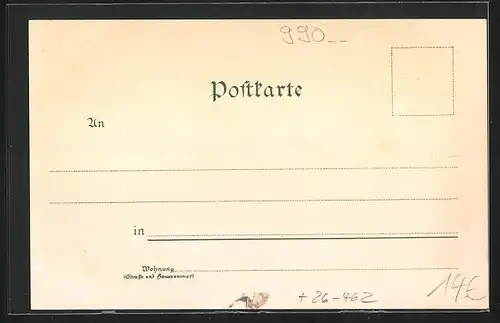 990--
Postkarte
An
in
Wohnung
(Straße und Hausnummer)
+ 26-462
14€